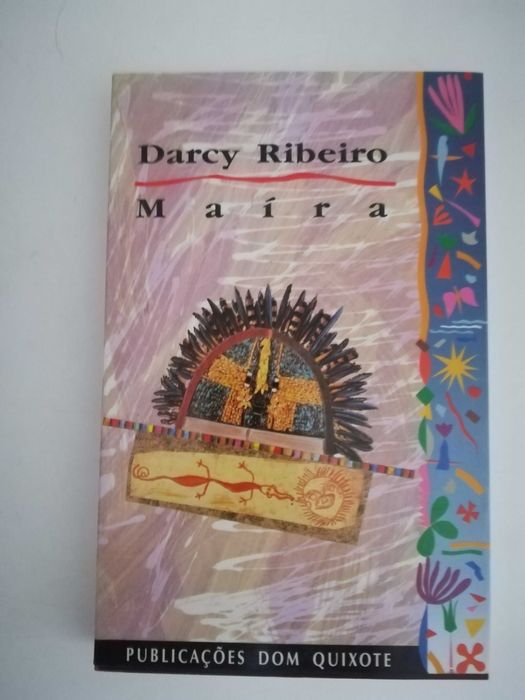 Darcy Ribeiro
Maíra
PUBLICAÇÕES DOM QUIXOTE